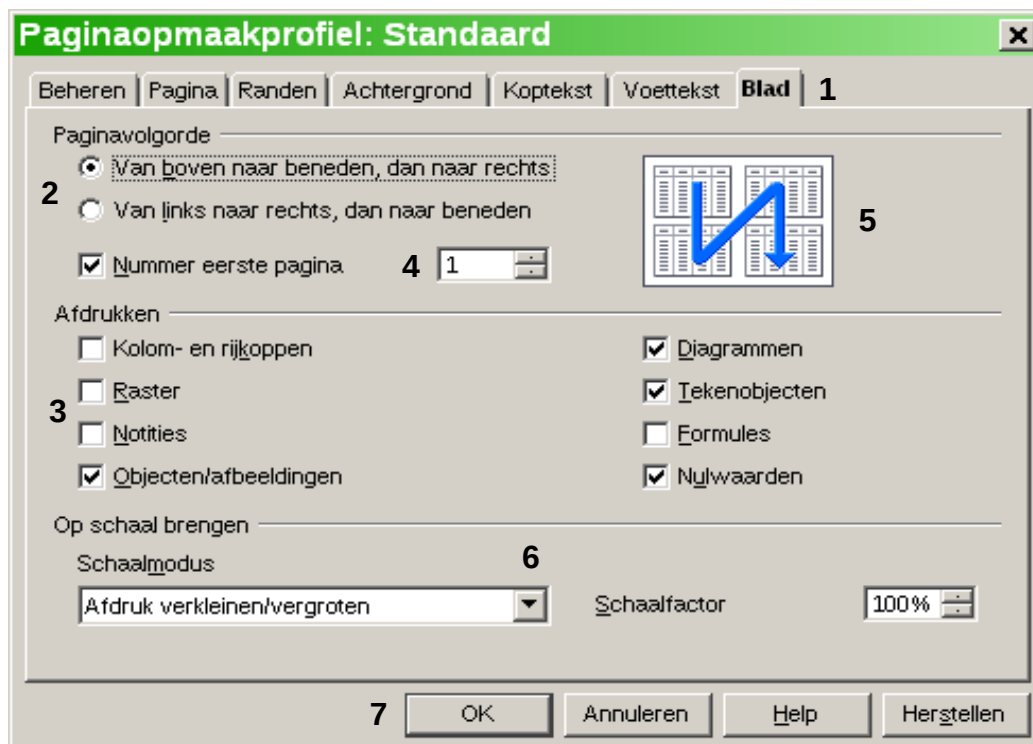 Paginaopmaakprofiel: Standaard
Beheren Pagina Randen Achtergrond Koptekst Voettekst Blad 1
Paginavolgorde
Van boven naar beneden, dan naar rechts
2
5
Van links naar rechts, dan naar beneden
Nummer eerste pagina 4 1
Afdrukken
Kolom- en rijkoppen Diagrammen
Raster Tekenobjecten
3
Notities Formules
Objecten/afbeeldingen Nulwaarden
Op schaal brengen
6
Schaalmodus
Afdruk verkleinen/vergroten Schaalfactor 100%
7 OK Annuleren Help Herstellen